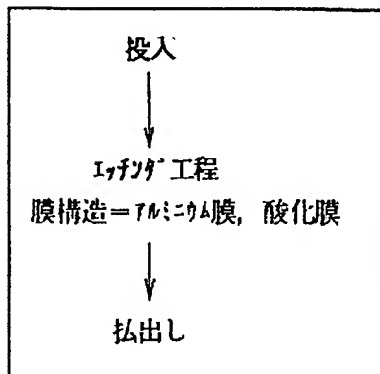 投入
ｴｯﾁﾝﾀﾞ工程
膜構造＝ｱﾙﾐﾆｳﾑ膜，酸化膜
払出し